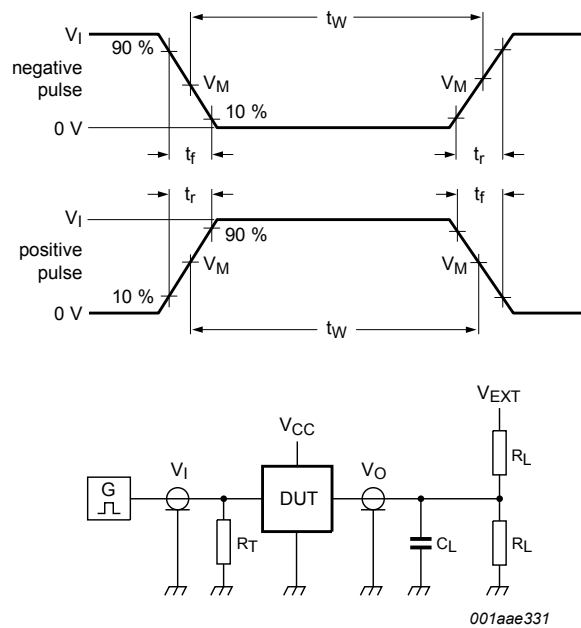 V_I
t_W
90 %
negative
pulse
V_M
V_M
10 %
0 V
t_f
t_r
t_r
t_f
V_I
90 %
positive
pulse
V_M
V_M
10 %
0 V
t_W
V_EXT
V_CC
R_L
V_I
V_O
G
DUT
R_T
C_L
R_L
001aae331